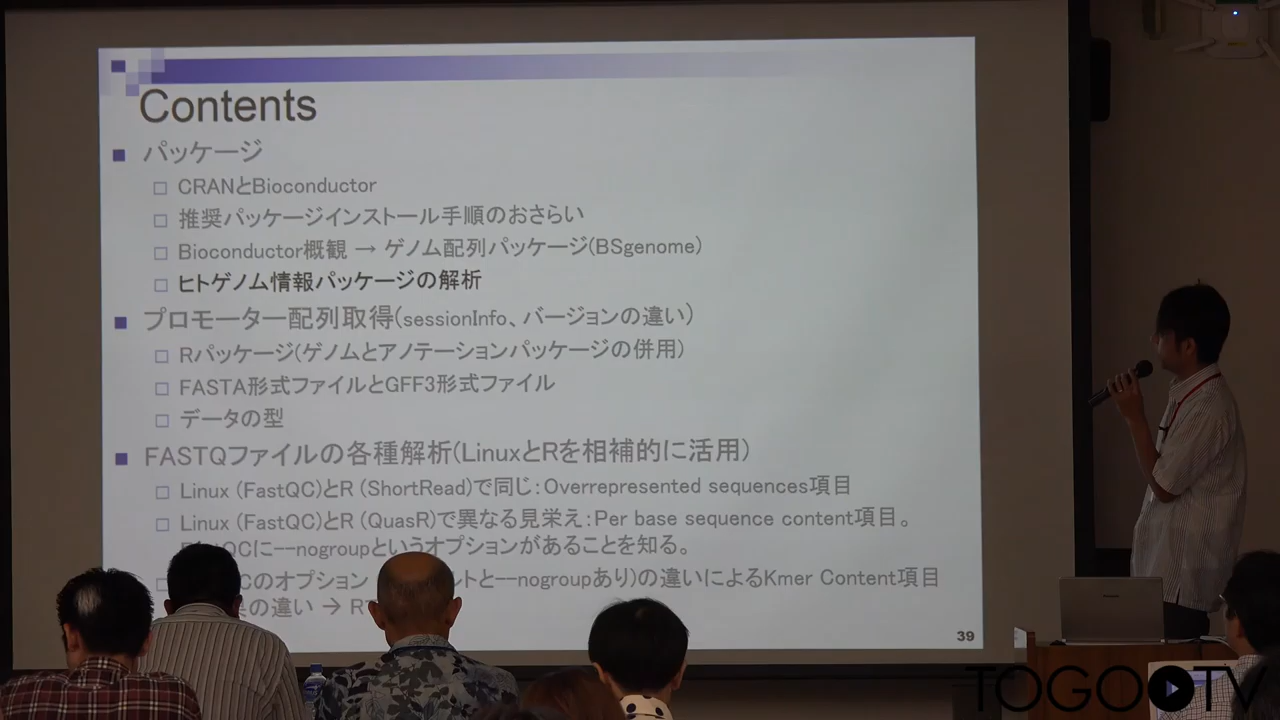 Contents
パッケージ
CRANとBioconductor
推奨パッケージインストール手順のおさらい
Bioconductor概観 → ゲノム配列パッケージ(BSgenome)
ヒトゲノム情報パッケージの解析
プロモーター配列取得(sessionInfo、バージョンの違い)
Rパッケージ(ゲノムとアノテーションパッケージの併用)
FASTA形式ファイルとGFF3形式ファイル
データの型
FASTQファイルの各種解析(LinuxとRを相補的に活用)
Linux (FastQC)とR (ShortRead)で同じ：Overrepresented sequences項目
Linux (FastQC)とR (QuasR)で異なる見栄え：Per base sequence content項目。
QCに--nogroupというオプションがあることを知る。
Cのオプション ルトと--nogroupあり)の違いによるKmer Content項目
の違い → R
39
TOGO TV